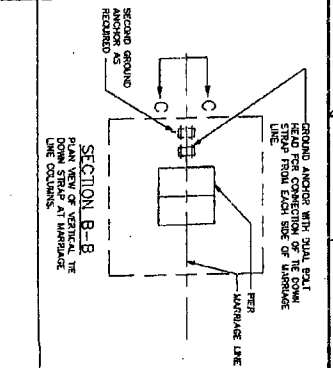 GROUND ANCHOR WITH DUAL BOLT
HEAD FOR CONNECTION OF TIE DOWN
STRAP FROM EACH SIDE OF MARRIAGE
LINE.
PIER
MARRIAGE LINE
C
C
SECOND GROUND
ANCHOR AS
REQUIRED
SECTION B-B
PLAN VIEW OF VERTICAL TIE
DOWN STRAP AT MARRIAGE
LINE COLUMNS.